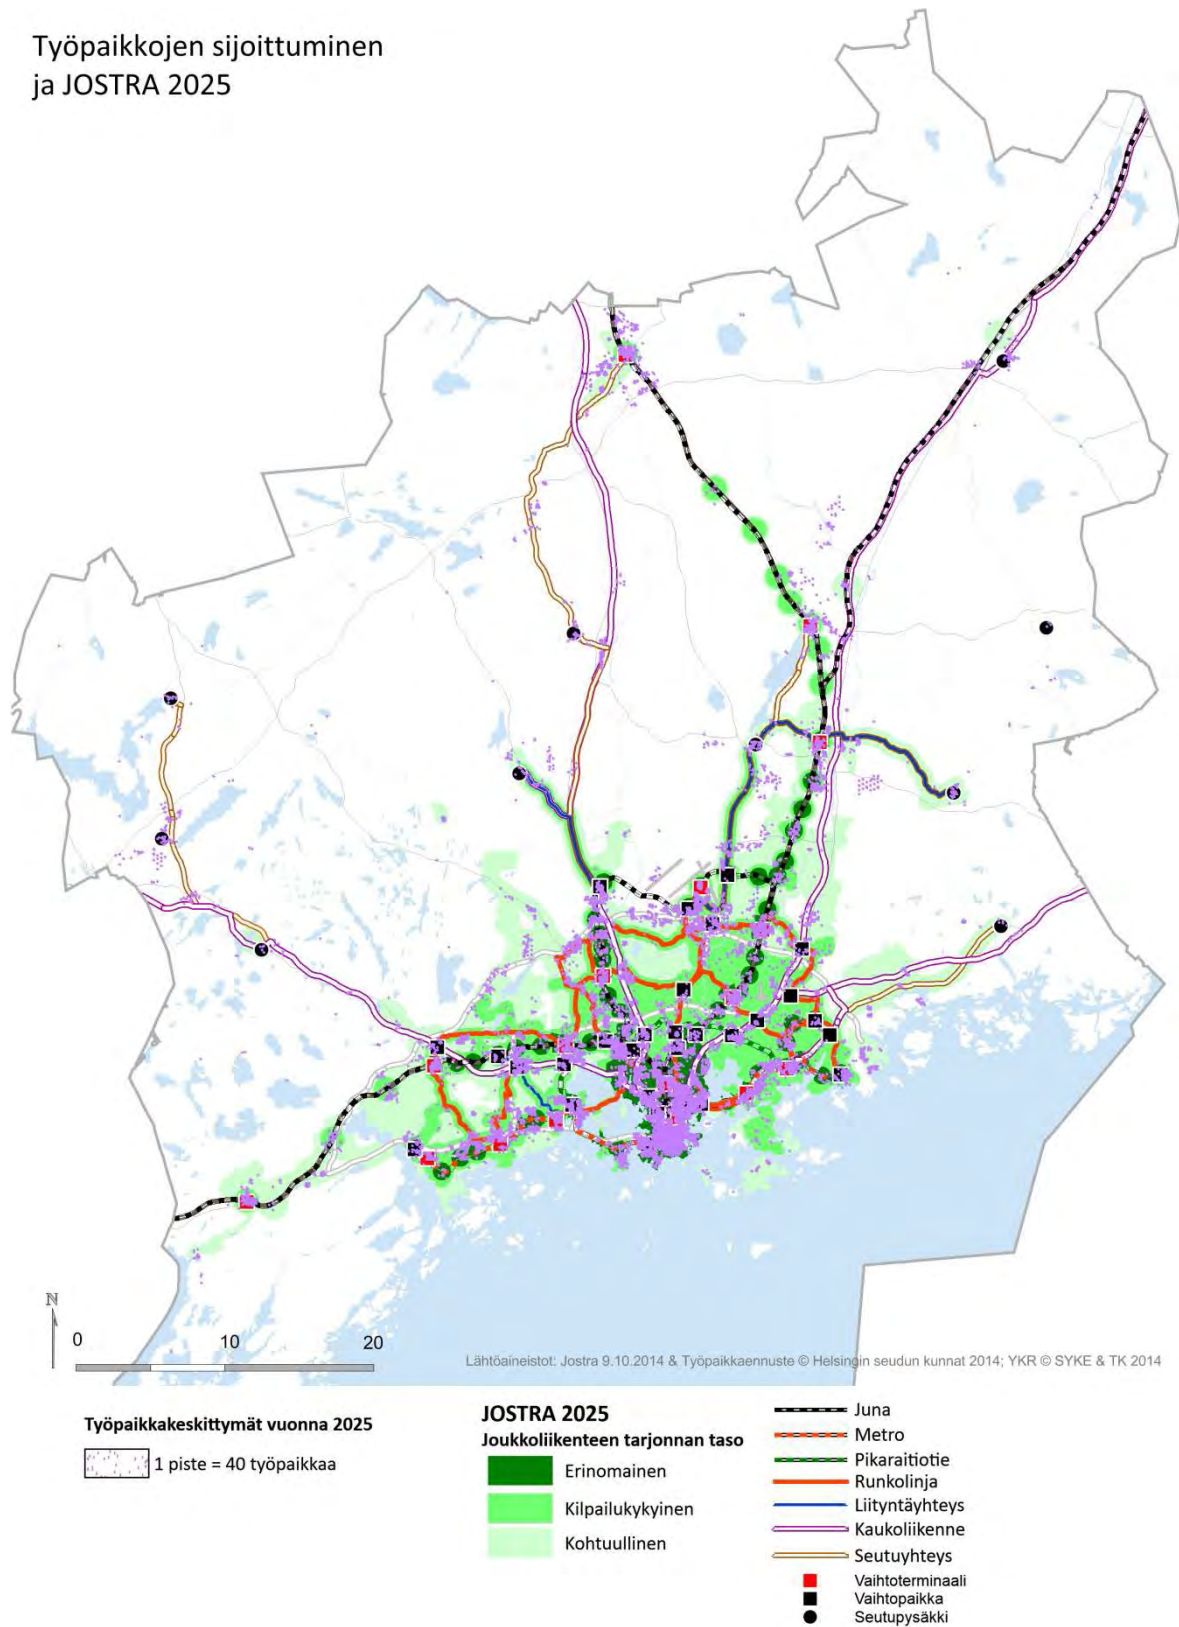 Työpaikkojen sijoittuminen
ja JOSTRA 2025
N
0 10 20
Lähtöaineistot: Jostra 9.10.2014 & Työpaikkaennuste © Helsingin seudun kunnat 2014; YKR © SYKE & TK 2014
Työpaikkakeskittymät vuonna 2025
1 piste = 40 työpaikkaa
JOSTRA 2025
Joukkoliikenteen tarjonnan taso
Erinomainen
Kilpailukykyinen
Kohtuullinen
Juna
Metro
Pikaraitiotie
Runkolinja
Liityntäyhteys
Kaukoliikenne
Seutuyhteys
Vaihtoterminaali
Vaihtopaikka
Seutupysäkki